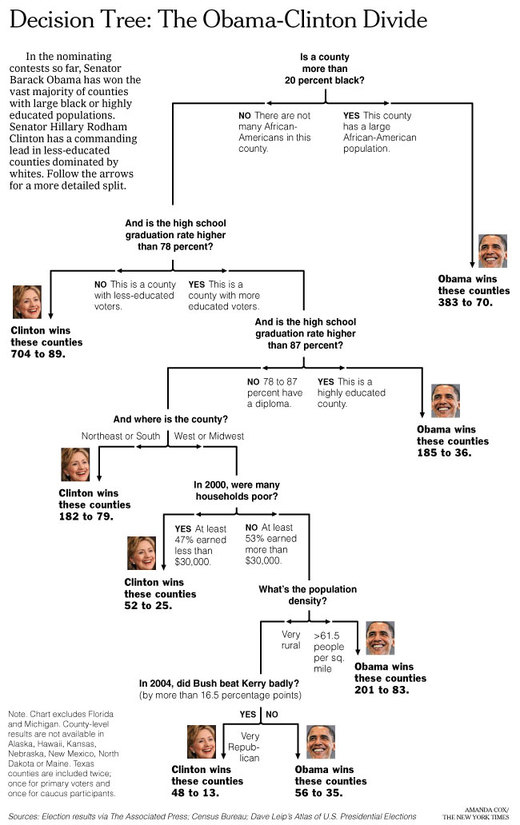 Decision Tree: The Obama-Clinton Divide
In the nominating
contests so far, Senator
Barack Obama has won the
vast majority of counties
with large black or highly
educated populations.
Senator Hillary Rodham
Clinton has a commanding
lead in less-educated
counties dominated by
whites. Follow the arrows
for a more detailed split.
Is a county
more than
20 percent black?
NO There are not
many African-
Americans in this
county.
YES This county
has a large
African-American
population.
Obama wins
these counties
383 to 70.
And is the high school
graduation rate higher
than 78 percent?
NO This is a county
with less-educated
voters.
YES This is a
county with more
educated voters.
Clinton wins
these counties
704 to 89.
And is the high school
graduation rate higher
than 87 percent?
NO 78 to 87
percent have
a diploma.
YES This is a
highly educated
county.
Obama wins
these counties
185 to 36.
And where is the county?
Northeast or South
West or Midwest
Clinton wins
these counties
182 to 79.
In 2000, were many
households poor?
YES At least
47% earned
less than
$30,000.
NO At least
53% earned
more than
$30,000.
Clinton wins
these counties
52 to 25.
What's the population
density?
Very
rural
>61.5
people
per sq.
mile
Obama wins
these counties
201 to 83.
In 2004, did Bush beat Kerry badly?
(by more than 16.5 percentage points)
YES
NO
Very
Repub-
lican
Clinton wins
these counties
48 to 13.
Obama wins
these counties
56 to 35.
Note. Chart excludes Florida
and Michigan. County-level
results are not available in
Alaska, Hawaii, Kansas,
Nebraska, New Mexico, North
Dakota or Maine. Texas
counties are included twice;
once for primary voters and
once for caucus participants.
Sources: Election results via The Associated Press; Census Bureau; Dave Leip's Atlas of U.S. Presidential Elections
AMANDA COX/
THE NEW YORK TIMES